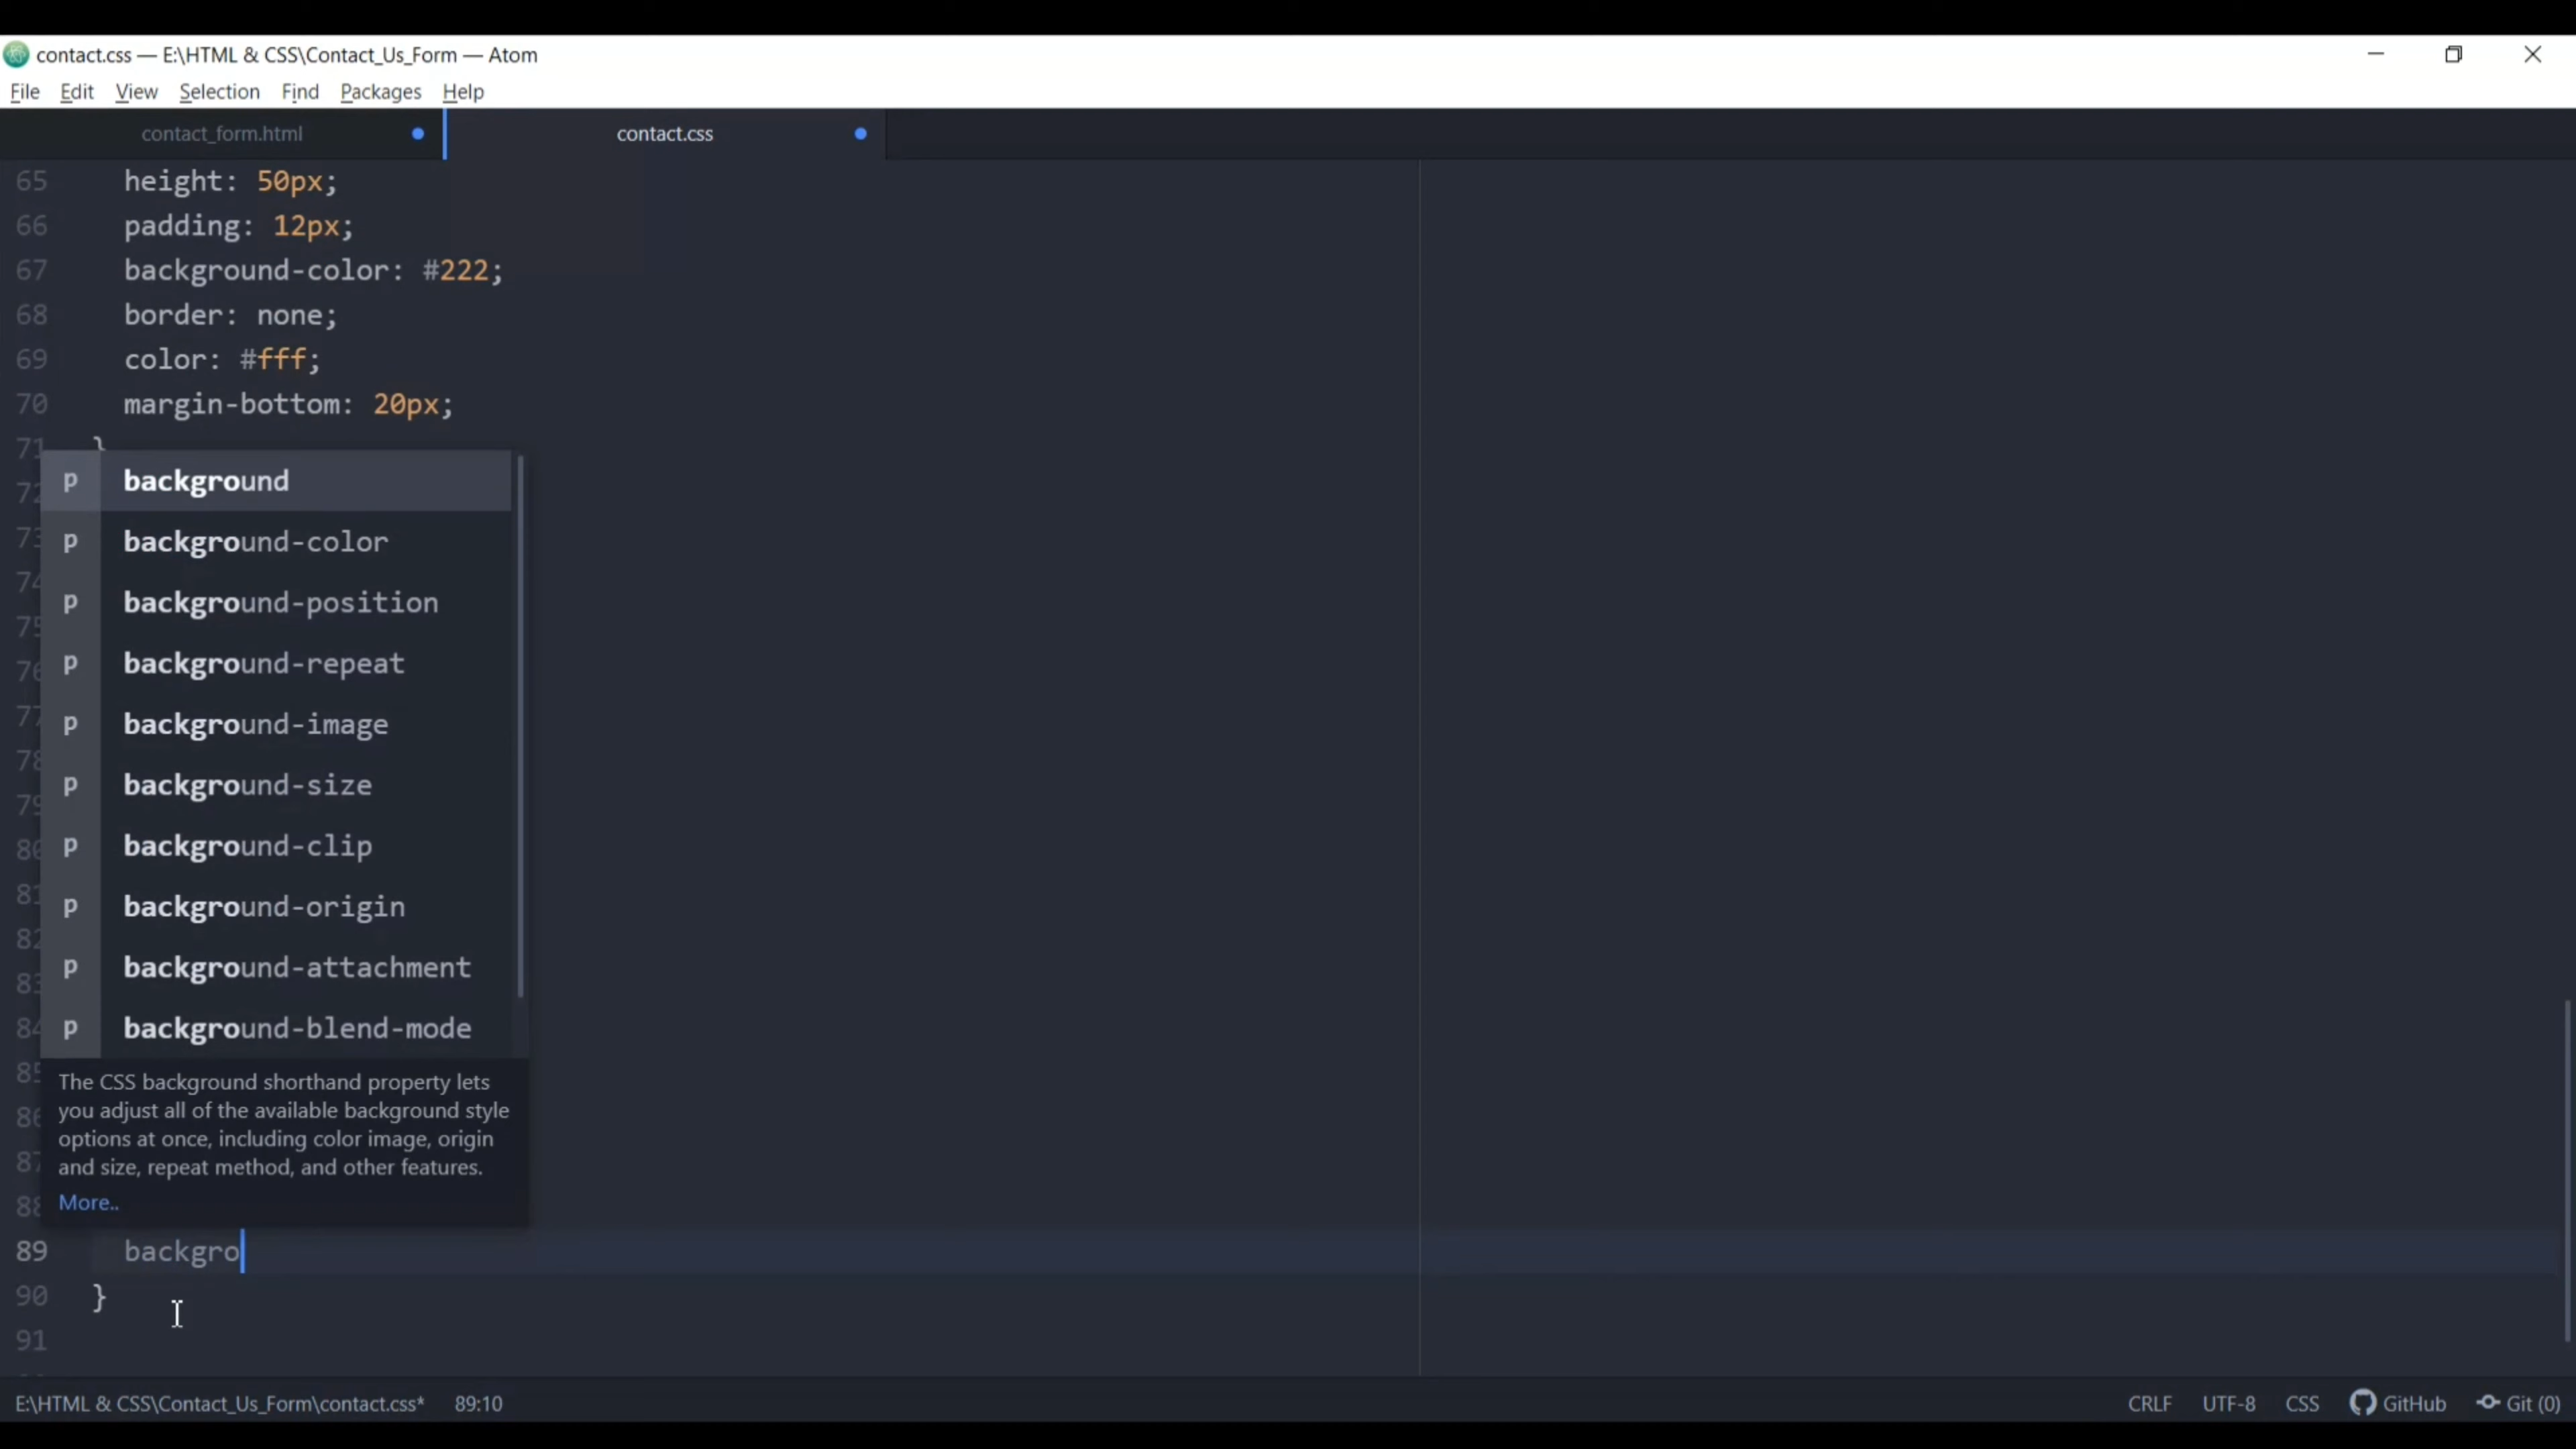 contact.css — E:\HTML & CSS\Contact_Us_Form — Atom
File Edit View Selection Find Packages Help
contact_form.html contact.css
65 height: 50px;
66 padding: 12px;
67 background-color: #222;
68 border: none;
69 color: #fff;
70 margin-bottom: 20px;
71 }
p background
p background-color
p background-position
p background-repeat
p background-image
p background-size
p background-clip
p background-origin
p background-attachment
p background-blend-mode
The CSS background shorthand property lets
you adjust all of the available background style
options at once, including color image, origin
and size, repeat method, and other features.
More..
89 backgro
90 }
91
E:\HTML & CSS\Contact_Us_Form\contact.css* 89:10 CRLF UTF-8 CSS GitHub Git (0)